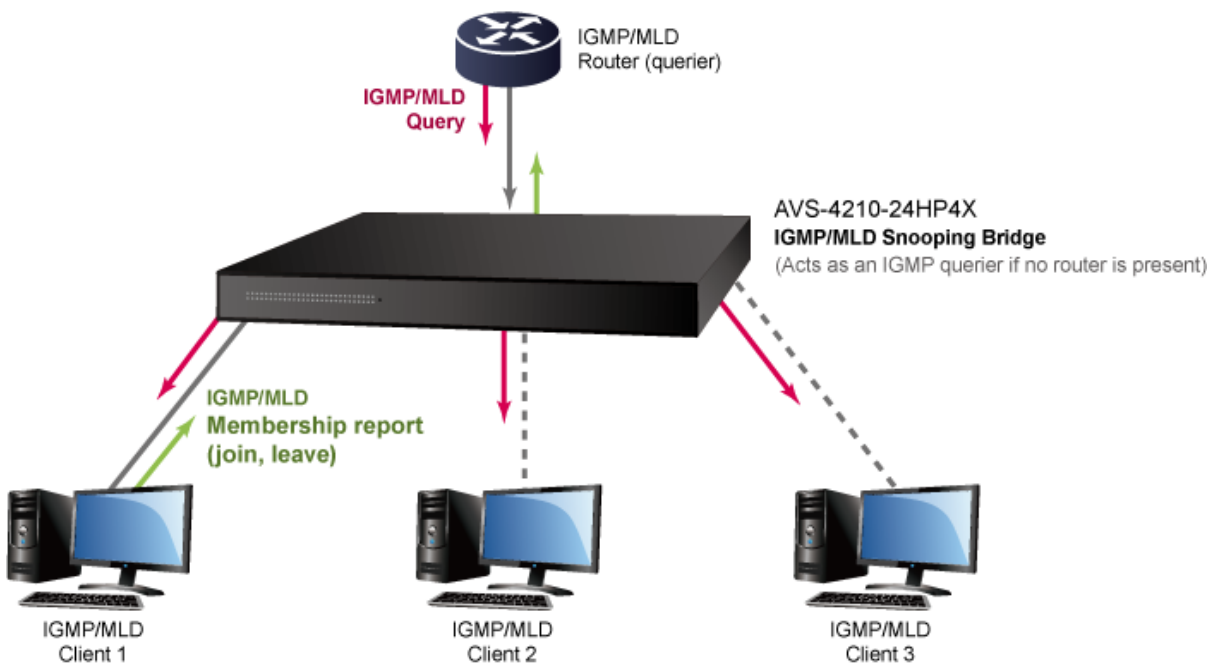 IGMP/MLD
Router (querier)
IGMP/MLD
Query
AVS-4210-24HP4X
IGMP/MLD Snooping Bridge
(Acts as an IGMP querier if no router is present)
IGMP/MLD
Membership report
(join, leave)
IGMP/MLD
Client 1
IGMP/MLD
Client 2
IGMP/MLD
Client 3